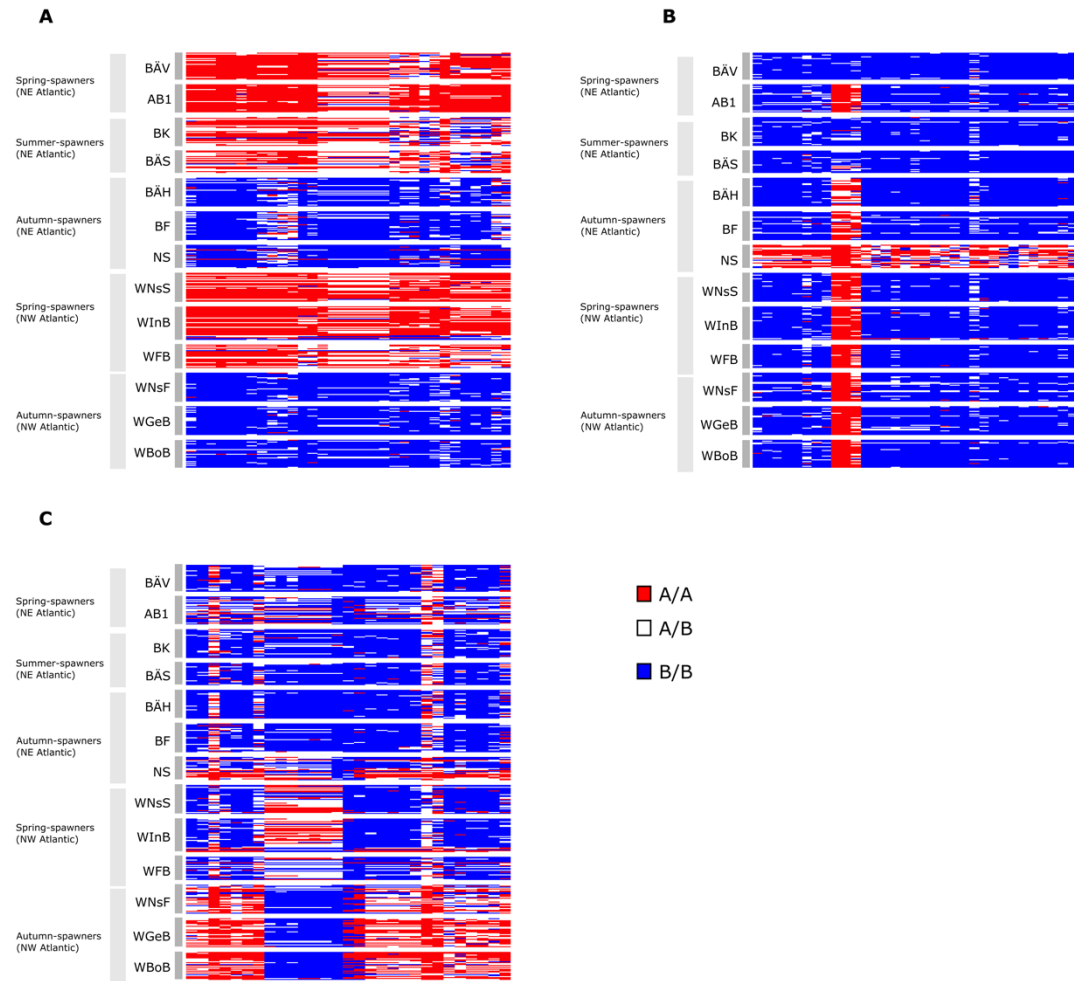 A
Spring-spawners
(NE Atlantic)
BÄV
AB1
Summer-spawners
(NE Atlantic)
BK
BÄS
Autumn-spawners
(NE Atlantic)
BÄH
BF
NS
Spring-spawners
(NW Atlantic)
WNsS
WInB
WFB
Autumn-spawners
(NW Atlantic)
WNsF
WGeB
WBoB
B
Spring-spawners
(NE Atlantic)
BÄV
AB1
Summer-spawners
(NE Atlantic)
BK
BÄS
Autumn-spawners
(NE Atlantic)
BÄH
BF
NS
Spring-spawners
(NW Atlantic)
WNsS
WInB
WFB
Autumn-spawners
(NW Atlantic)
WNsF
WGeB
WBoB
C
Spring-spawners
(NE Atlantic)
BÄV
AB1
Summer-spawners
(NE Atlantic)
BK
BÄS
Autumn-spawners
(NE Atlantic)
BÄH
BF
NS
Spring-spawners
(NW Atlantic)
WNsS
WInB
WFB
Autumn-spawners
(NW Atlantic)
WNsF
WGeB
WBoB
A/A
A/B
B/B